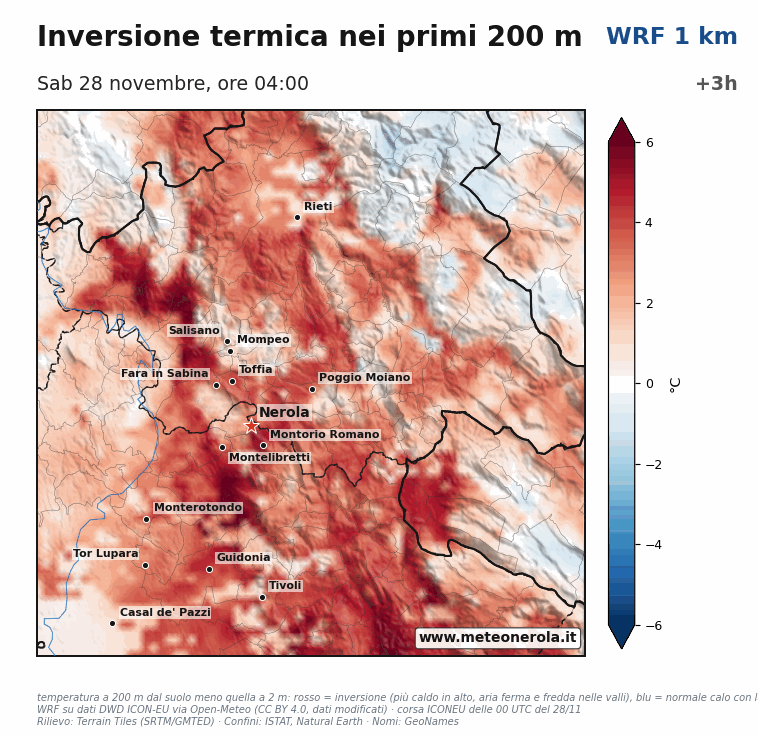 Inversione termica nei primi 200 m
WRF 1 km
Sab 28 novembre, ore 04:00
+3h
Rieti
Salisano
Mompeo
Toffia
Fara in Sabina
Poggio Moiano
Nerola
Montorio Romano
Montelibretti
Monterotondo
Tor Lupara
Guidonia
Tivoli
Casal de' Pazzi
www.meteonerola.it
6
4
2
0
−2
−4
−6
°C
temperatura a 200 m dal suolo meno quella a 2 m: rosso = inversione (più caldo in alto, aria ferma e fredda nelle valli), blu = normale calo con l
WRF su dati DWD ICON-EU via Open-Meteo (CC BY 4.0, dati modificati) · corsa ICONEU delle 00 UTC del 28/11
Rilievo: Terrain Tiles (SRTM/GMTED) · Confini: ISTAT, Natural Earth · Nomi: GeoNames